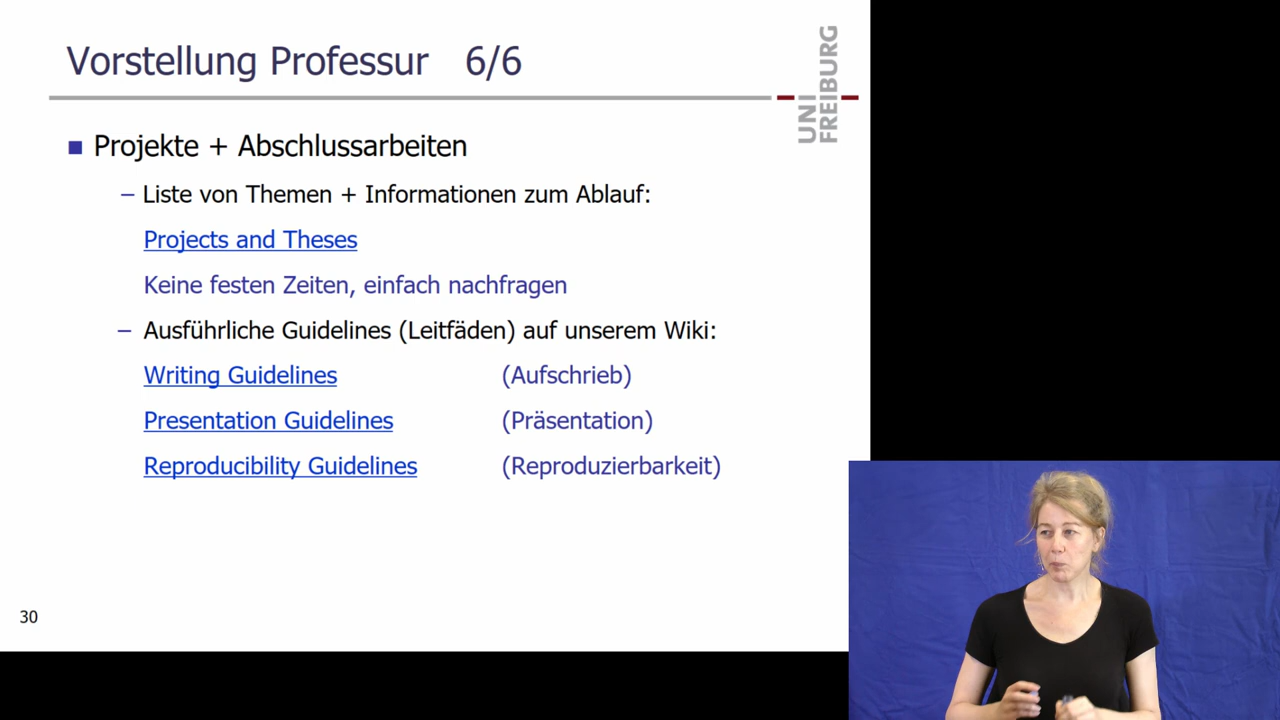 Vorstellung Professur 6/6
UNI
FREIBURG
Projekte + Abschlussarbeiten
– Liste von Themen + Informationen zum Ablauf:
Projects and Theses
Keine festen Zeiten, einfach nachfragen
– Ausführliche Guidelines (Leitfäden) auf unserem Wiki:
Writing Guidelines (Aufschrieb)
Presentation Guidelines (Präsentation)
Reproducibility Guidelines (Reproduzierbarkeit)
30